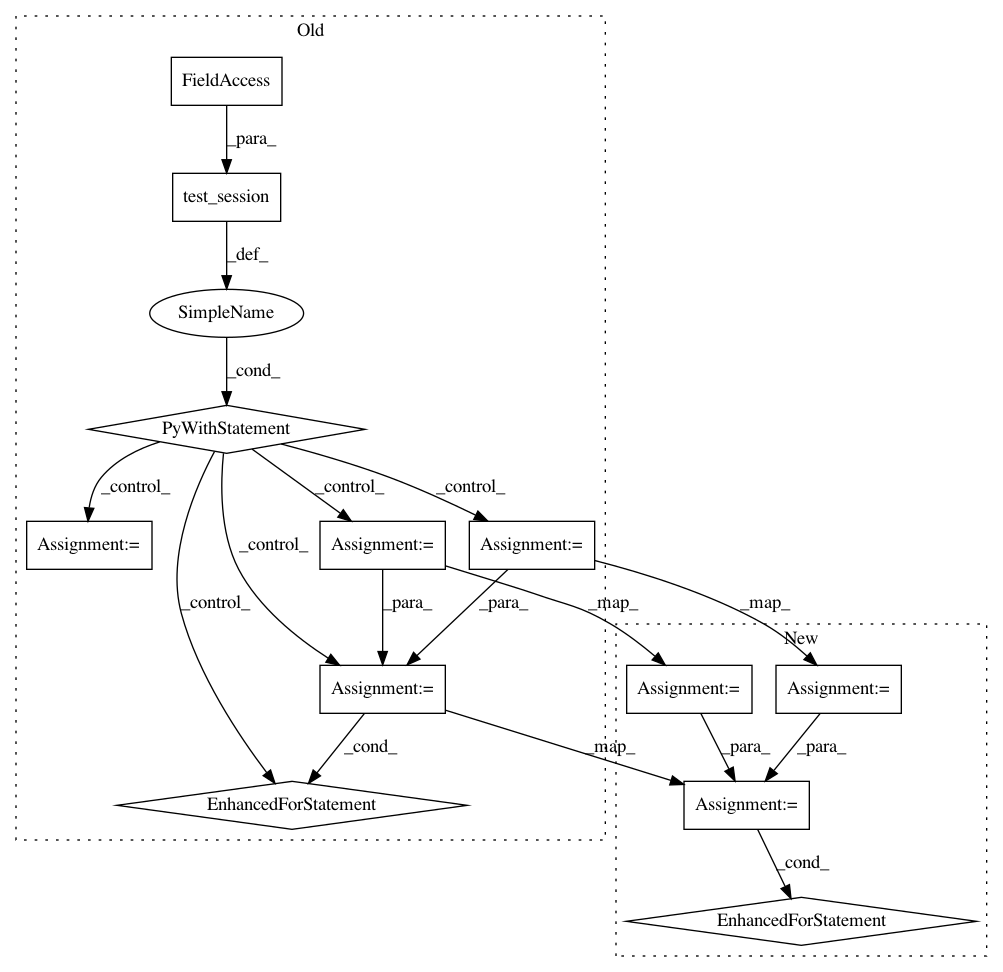 Old
FieldAccess
_para_
test_session
_def_
SimpleName
_cond_
PyWithStatement
_control_
_control_
_control_
_control_
_control_
Assignment:=
Assignment:=
Assignment:=
_para_
_para_
_map_
_map_
New
Assignment:=
Assignment:=
Assignment:=
_cond_
_map_
_para_
_para_
EnhancedForStatement
Assignment:=
_cond_
EnhancedForStatement